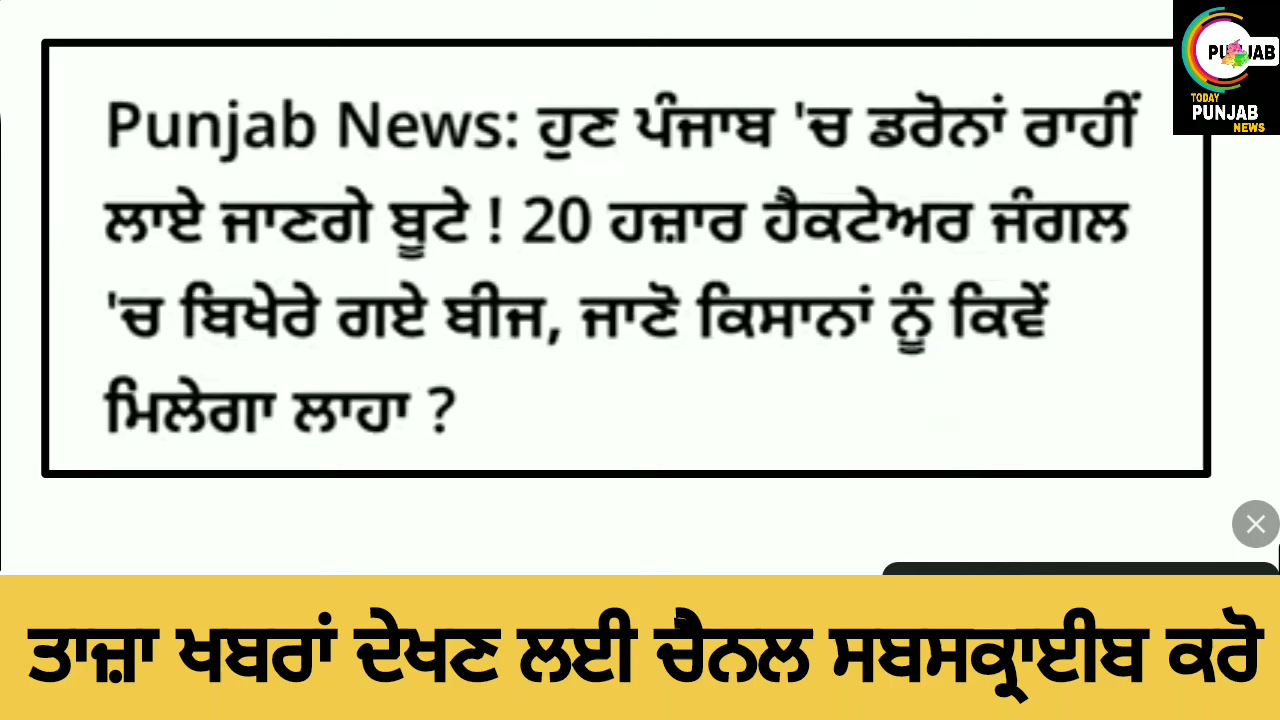 Punjab News: ਹੁਣ ਪੰਜਾਬ 'ਚ ਡਰੋਨਾਂ ਰਾਹੀਂ
ਲਾਏ ਜਾਣਗੇ ਬੂਟੇ ! 20 ਹਜ਼ਾਰ ਹੈਕਟੇਅਰ ਜੰਗਲ
'ਚ ਬਿਖੇਰੇ ਗਏ ਬੀਜ, ਜਾਣੋ ਕਿਸਾਨਾਂ ਨੂੰ ਕਿਵੇਂ
ਮਿਲੇਗਾ ਲਾਹਾ ?
PUNJAB
TODAY
PUNJAB
NEWS
ਤਾਜ਼ਾ ਖਬਰਾਂ ਦੇਖਣ ਲਈ ਚੈਨਲ ਸਬਸਕ੍ਰਾਈਬ ਕਰੋ